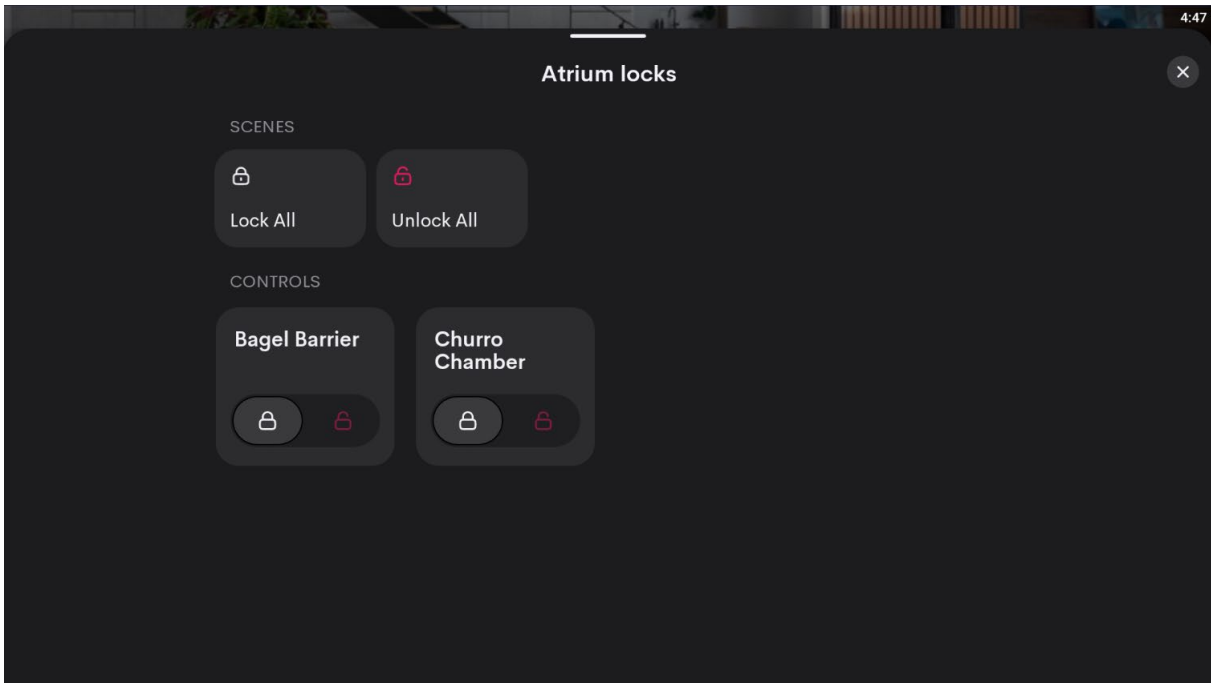 4:47
Atrium locks
SCENES
Lock All
Unlock All
CONTROLS
Bagel Barrier
Churro
Chamber